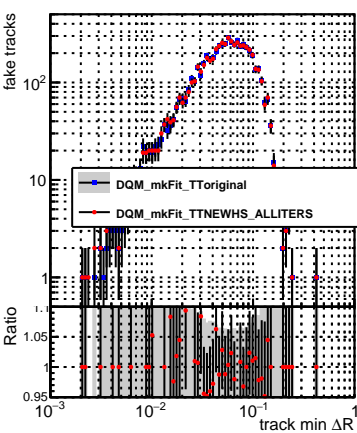 fake tracks
10²
10
1
DQM_mkFit_TToriginal
DQM_mkFit_TTNEWHS_ALLITERS
Ratio
1.1
1.05
1
0.95
10⁻³ 10⁻² 10⁻¹ 1
track min ΔR